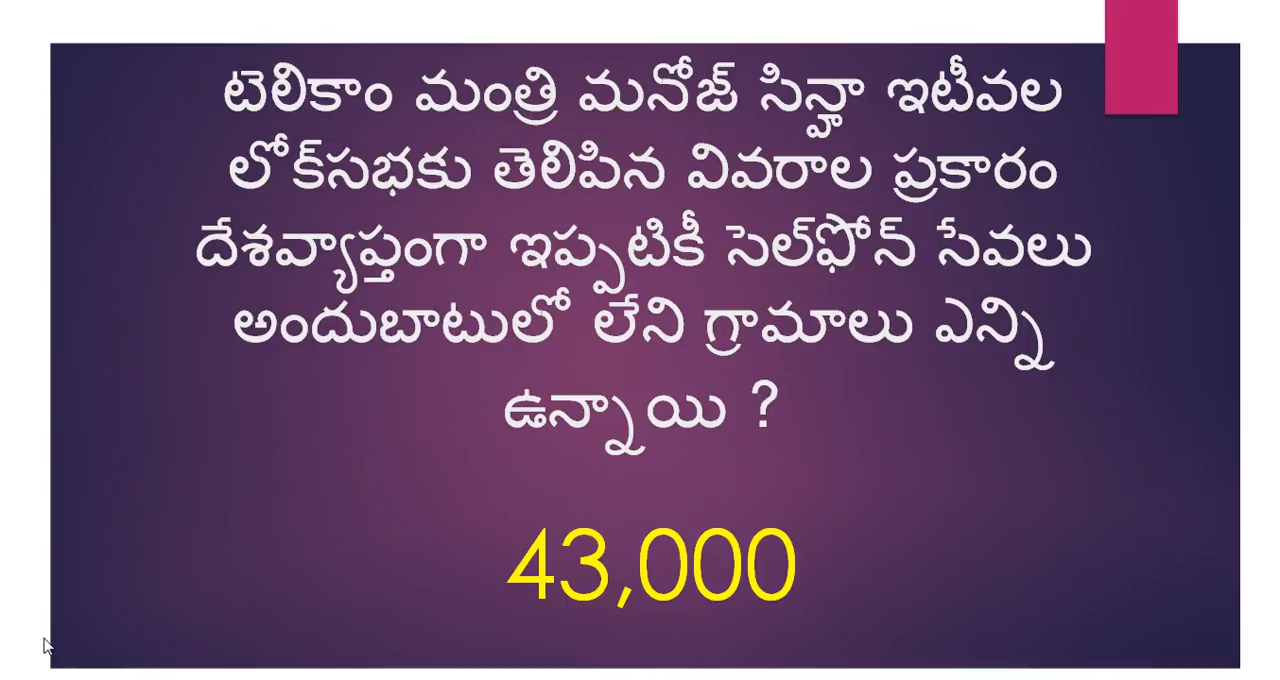 టెలికాం మంత్రి మనోజ్ సిన్హా ఇటీవల
లోక్‌సభకు తెలిపిన వివరాల ప్రకారం
దేశవ్యాప్తంగా ఇప్పటికీ సెల్‌ఫోన్ సేవలు
అందుబాటులో లేని గ్రామాలు ఎన్ని
ఉన్నాయి ?
43,000